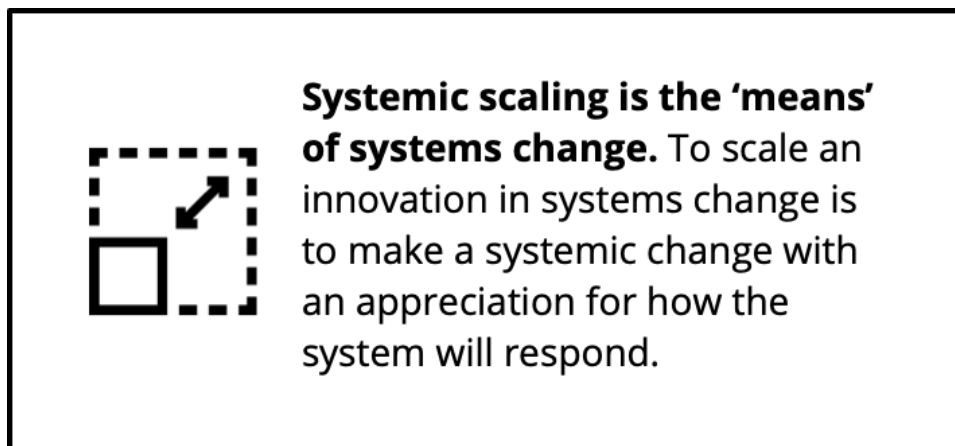 Systemic scaling is the ‘means’
of systems change. To scale an
innovation in systems change is
to make a systemic change with
an appreciation for how the
system will respond.